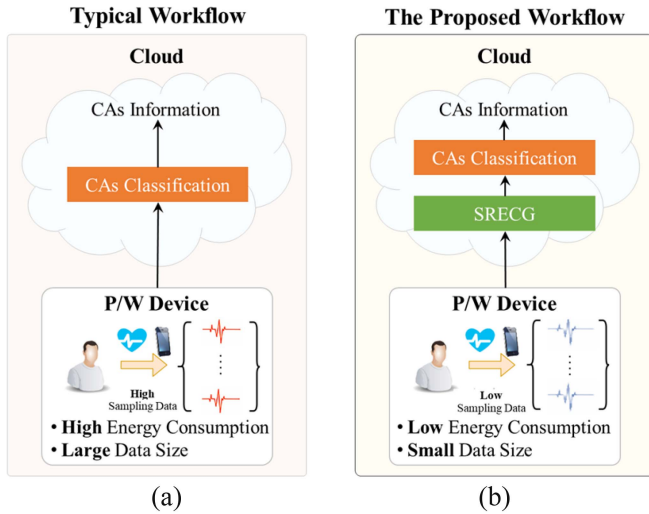 Typical Workflow
Cloud
CAs Information
CAs Classification
P/W Device
High
Sampling Data
• High Energy Consumption
• Large Data Size
(a)
The Proposed Workflow
Cloud
CAs Information
CAs Classification
SRECG
P/W Device
Low
Sampling Data
• Low Energy Consumption
• Small Data Size
(b)